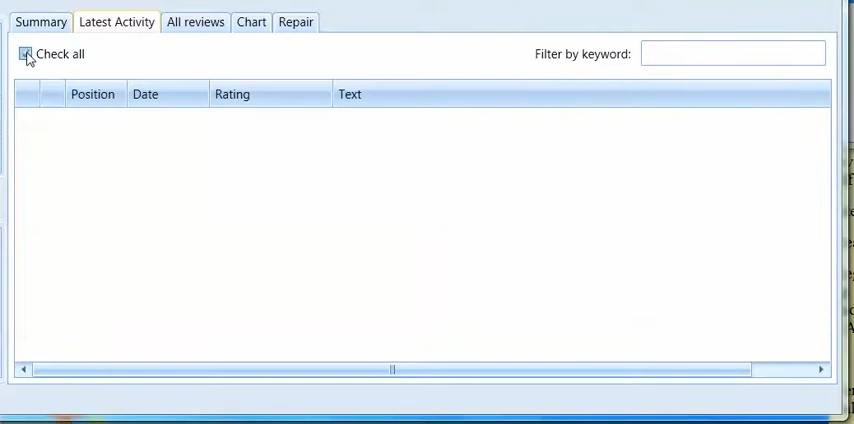 Summary Latest Activity All reviews Chart Repair
Check all Filter by keyword:
Position Date Rating Text